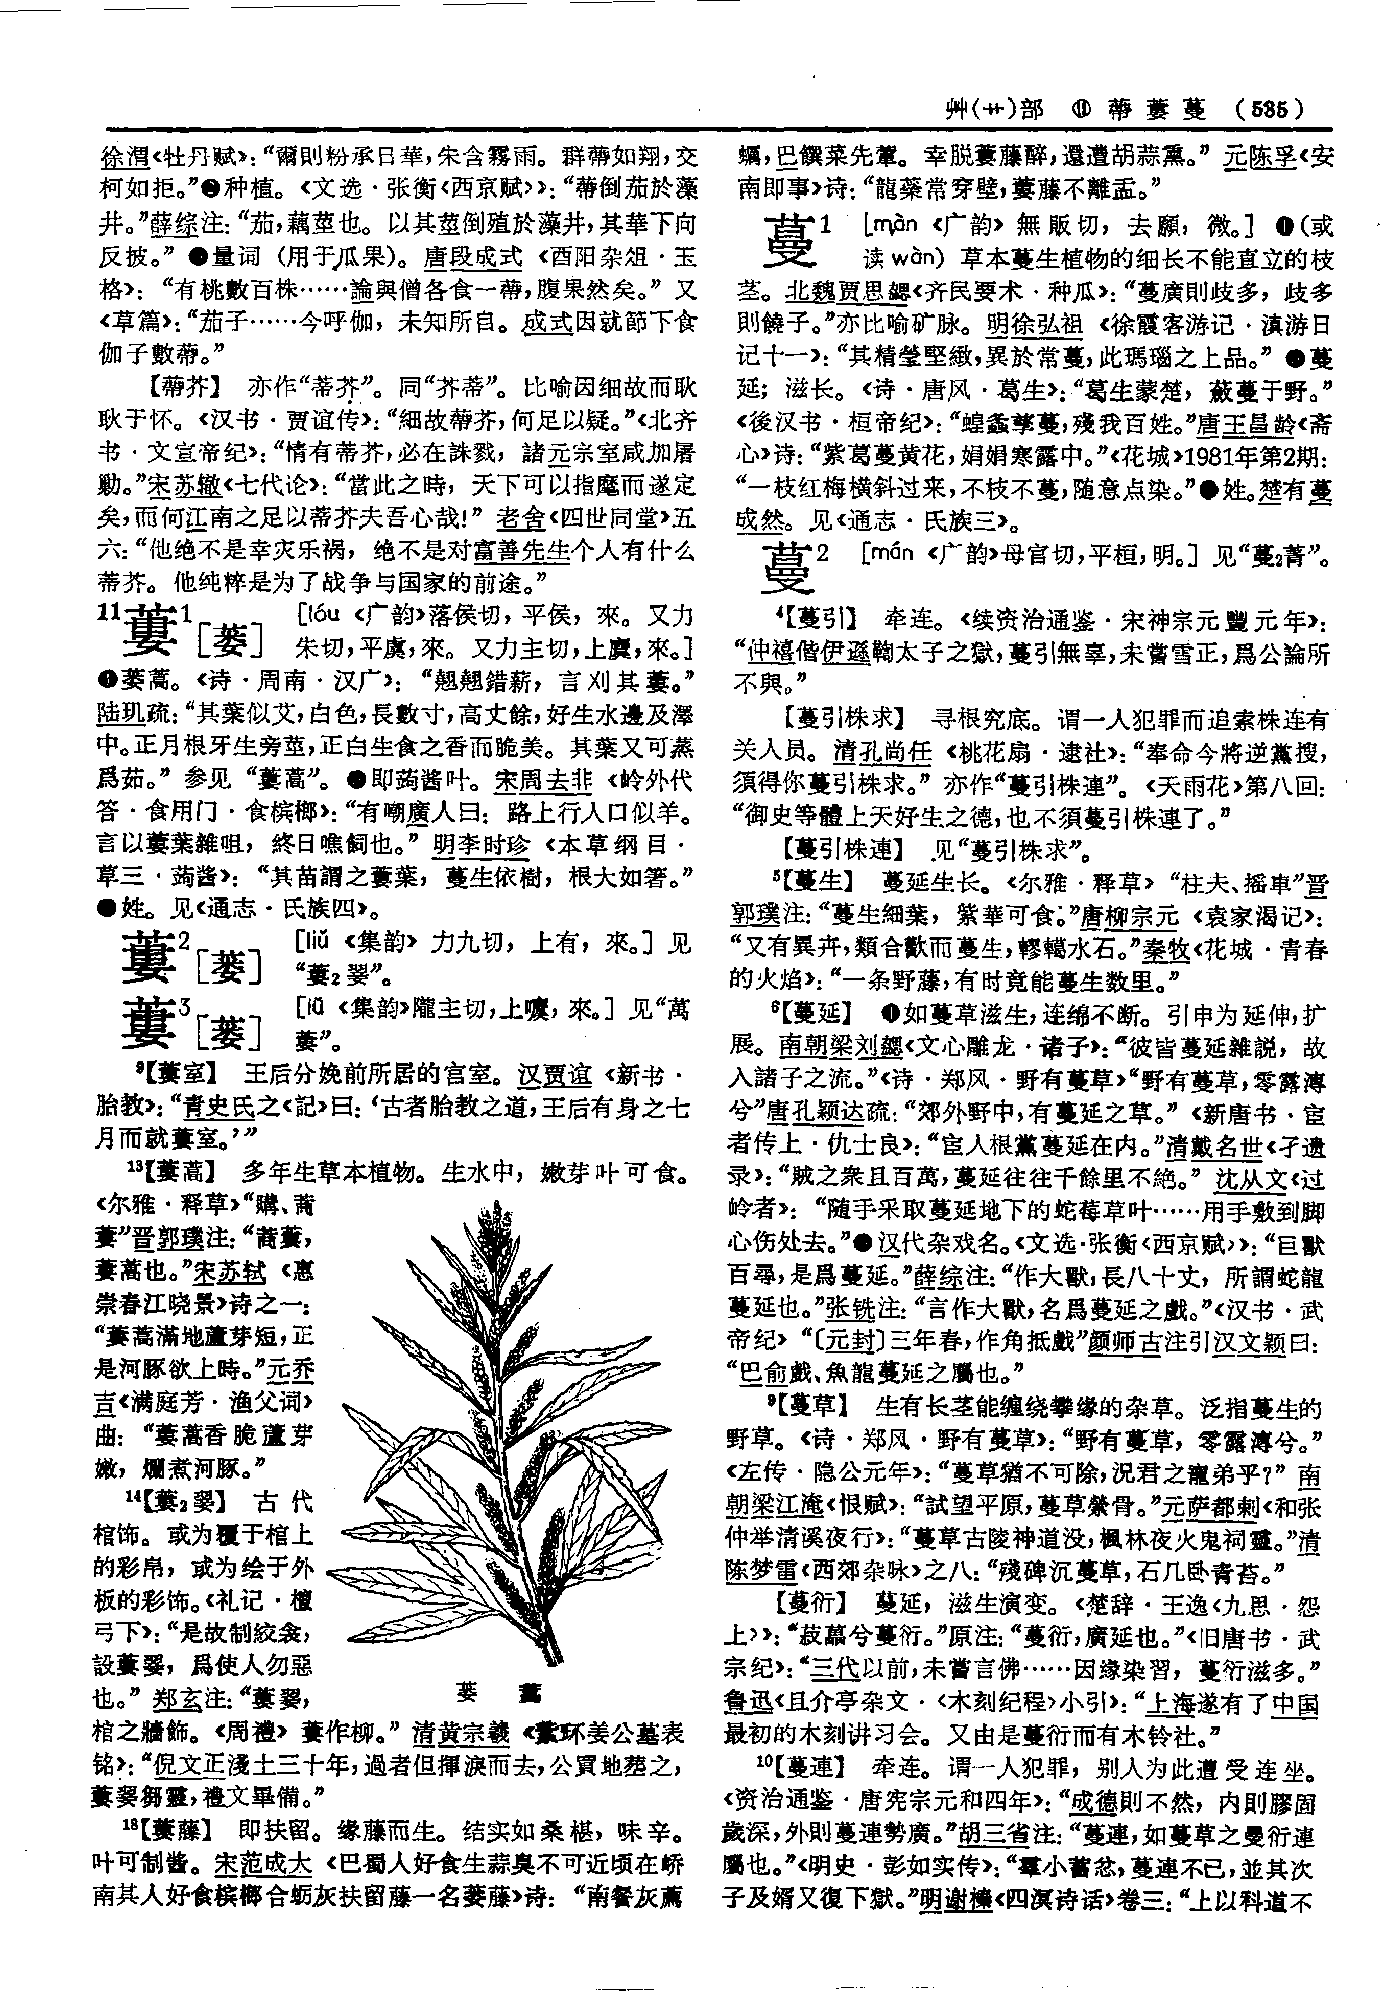 艸(艹)部 ⑪ 蔕蔞蔓 (535)
徐渭<牡丹赋>:“爾則粉承日華,朱含霧雨。群蔕如翔,交
柯如拒。”❸种植。<文选·张衡<西京赋>>:“蔕倒茄於藻
井。”薛综注:“茄,藕莖也。以其莖倒殖於藻井,其華下向
反披。”❹量词(用于瓜果)。唐段成式<酉阳杂俎·玉
格>:“有桃數百株……論與僧各食一蔕,腹果然矣。”又
<草篇>:“茄子……今呼伽,未知所自。成式因就節下食
伽子數蔕。”
【蔕芥】 亦作“蒂芥”。同“芥蒂”。比喻因细故而耿
耿于怀。<汉书·贾谊传>:“細故蔕芥,何足以疑。”<北齐
书·文宣帝纪>:“情有蒂芥,必在誅戮,諸元宗室咸加屠
勦。”宋苏辙<七代论>:“當此之時,天下可以指麾而遂定
矣,而何江南之足以蒂芥夫吾心哉!”老舍<四世同堂>五
六:“他绝不是幸灾乐祸,绝不是对富善先生个人有什么
蒂芥。他纯粹是为了战争与国家的前途。”
11蔞1[蒌] [lóu <广韵>落侯切,平侯,來。又力
朱切,平虞,來。又力主切,上麌,來。]
❶蒌蒿。<诗·周南·汉广>:“翹翹錯薪,言刈其蔞。”
陆玑疏:“其葉似艾,白色,長數寸,高丈餘,好生水邊及澤
中。正月根牙生旁莖,正白生食之香而脆美。其葉又可蒸
爲茹。”参见“蔞蒿”。❷即蒟酱叶。宋周去非<岭外代
答·食用门·食槟榔>:“有嘲廣人曰:路上行人口似羊。
言以蔞葉雜咀,終日噍飼也。”明李时珍<本草纲目·
草三·蒟酱>:“其苗謂之蔞葉,蔓生依樹,根大如箸。”
❸姓。见<通志·氏族四>。
蔞2[蒌] [liǔ <集韵>力九切,上有,來。]见
“蔞2翣”。
蔞3[蒌] [lǚ <集韵>隴主切,上噳,來。]见“萬
蔞”。
9【蔞室】 王后分娩前所居的宫室。汉贾谊<新书·
胎教>:“青史氏之<記>曰:‘古者胎教之道,王后有身之七
月而就蔞室。’”
13【蔞蒿】 多年生草本植物。生水中,嫩芽叶可食。
<尔雅·释草>“購、蔏
蔞”晋郭璞注:“蔏蔞,
蔞蒿也。”宋苏轼<惠
崇春江晓景>诗之一:
“蔞蒿滿地蘆芽短,正
是河豚欲上時。”元乔
吉<满庭芳·渔父词>
曲:“蔞蒿香脆蘆芽
嫩,爛煮河豚。”
14【蔞2翣】 古代
棺饰。或为覆于棺上
的彩帛,或为绘于外
板的彩饰。<礼记·檀
弓下>:“是故制絞衾,
設蔞翣,爲使人勿惡
也。”郑玄注:“蔞翣,
棺之牆飾。<周禮>蔞作柳。”清黄宗羲<紫环姜公墓表
铭>:“倪文正淺土三十年,過者但揮淚而去,公買地葬之,
蔞翣芻靈,禮文畢備。”
蒌 蒿
18【蔞藤】 即扶留。缘藤而生。结实如桑椹,味辛。
叶可制酱。宋范成大<巴蜀人好食生蒜臭不可近顷在峤
南其人好食槟榔合蛎灰扶留藤一名蒌藤>诗:“南餐灰薦
蠣,巴饌菜先葷。幸脱蔞藤醉,還遭胡蒜熏。”元陈孚<安
南即事>诗:“龍蘂常穿壁,蔞藤不離盂。”
蔓1 [màn <广韵>無販切,去願,微。]❶(或
读wàn)草本蔓生植物的细长不能直立的枝
茎。北魏贾思勰<齐民要术·种瓜>:“蔓廣則歧多,歧多
則饒子。”亦比喻矿脉。明徐弘祖<徐霞客游记·滇游日
记十一>:“其精瑩堅緻,異於常蔓,此瑪瑙之上品。”❷蔓
延;滋长。<诗·唐风·葛生>:“葛生蒙楚,蘞蔓于野。”
<後汉书·桓帝纪>:“蝗螽孳蔓,殘我百姓。”唐王昌龄<斋
心>诗:“紫葛蔓黄花,娟娟寒露中。”<花城>1981年第2期:
“一枝红梅横斜过来,不枝不蔓,随意点染。”❸姓。楚有蔓
成然。见<通志·氏族三>。
蔓2 [mán <广韵>母官切,平桓,明。]见“蔓2菁”。
4【蔓引】 牵连。<续资治通鉴·宋神宗元豐元年>:
“仲禧偕伊遜鞫太子之獄,蔓引無辜,未嘗雪正,爲公論所
不與。”
【蔓引株求】 寻根究底。谓一人犯罪而追索株连有
关人员。清孔尚任<桃花扇·逮社>:“奉命今將逆黨搜,
須得你蔓引株求。”亦作“蔓引株連”。<天雨花>第八回:
“御史等體上天好生之德,也不須蔓引株連了。”
【蔓引株連】 见“蔓引株求”。
5【蔓生】 蔓延生长。<尔雅·释草>“柱夫、摇車”晋
郭璞注:“蔓生細葉,紫華可食。”唐柳宗元<袁家渴记>:
“又有異卉,類合歡而蔓生,轇轕水石。”秦牧<花城·青春
的火焰>:“一条野藤,有时竟能蔓生数里。”
6【蔓延】 ❶如蔓草滋生,连绵不断。引申为延伸,扩
展。南朝梁刘勰<文心雕龙·诸子>:“彼皆蔓延雜説,故
入諸子之流。”<诗·郑风·野有蔓草>“野有蔓草,零露漙
兮”唐孔颖达疏:“郊外野中,有蔓延之草。”<新唐书·宦
者传上·仇士良>:“宦人根黨蔓延在内。”清戴名世<孑遗
录>:“賊之衆且百萬,蔓延往往千餘里不絶。”沈从文<过
岭者>:“随手采取蔓延地下的蛇莓草叶……用手敷到脚
心伤处去。”❷汉代杂戏名。<文选·张衡<西京赋>>:“巨獸
百尋,是爲蔓延。”薛综注:“作大獸,長八十丈,所謂蛇龍
蔓延也。”张铣注:“言作大獸,名爲蔓延之戲。”<汉书·武
帝纪>“〔元封〕三年春,作角抵戲”颜师古注引汉文颖曰:
“巴俞戲、魚龍蔓延之屬也。”
9【蔓草】 生有长茎能缠绕攀缘的杂草。泛指蔓生的
野草。<诗·郑风·野有蔓草>:“野有蔓草,零露漙兮。”
<左传·隐公元年>:“蔓草猶不可除,況君之寵弟乎?”南
朝梁江淹<恨赋>:“試望平原,蔓草縈骨。”元萨都剌<和张
仲举清溪夜行>:“蔓草古陵神道没,楓林夜火鬼祠靈。”清
陈梦雷<西郊杂咏>之八:“殘碑沉蔓草,石几卧青苔。”
【蔓衍】 蔓延,滋生演变。<楚辞·王逸<九思·怨
上>>:“菽藟兮蔓衍。”原注:“蔓衍,廣延也。”<旧唐书·武
宗纪>:“三代以前,未嘗言佛……因缘染習,蔓衍滋多。”
鲁迅<且介亭杂文·<木刻纪程>小引>:“上海遂有了中国
最初的木刻讲习会。又由是蔓衍而有木铃社。”
10【蔓連】 牵连。谓一人犯罪,别人为此遭受连坐。
<资治通鉴·唐宪宗元和四年>:“成德則不然,内則膠固
歲深,外則蔓連勢廣。”胡三省注:“蔓連,如蔓草之曼衍連
屬也。”<明史·彭如实传>:“羣小蓄忿,蔓連不已,並其次
子及婿又復下獄。”明谢榛<四溟诗话>卷三:“上以科道不